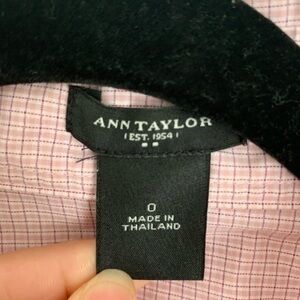 ANN TAYLOR
EST. 1954
0
MADE IN
THAILAND